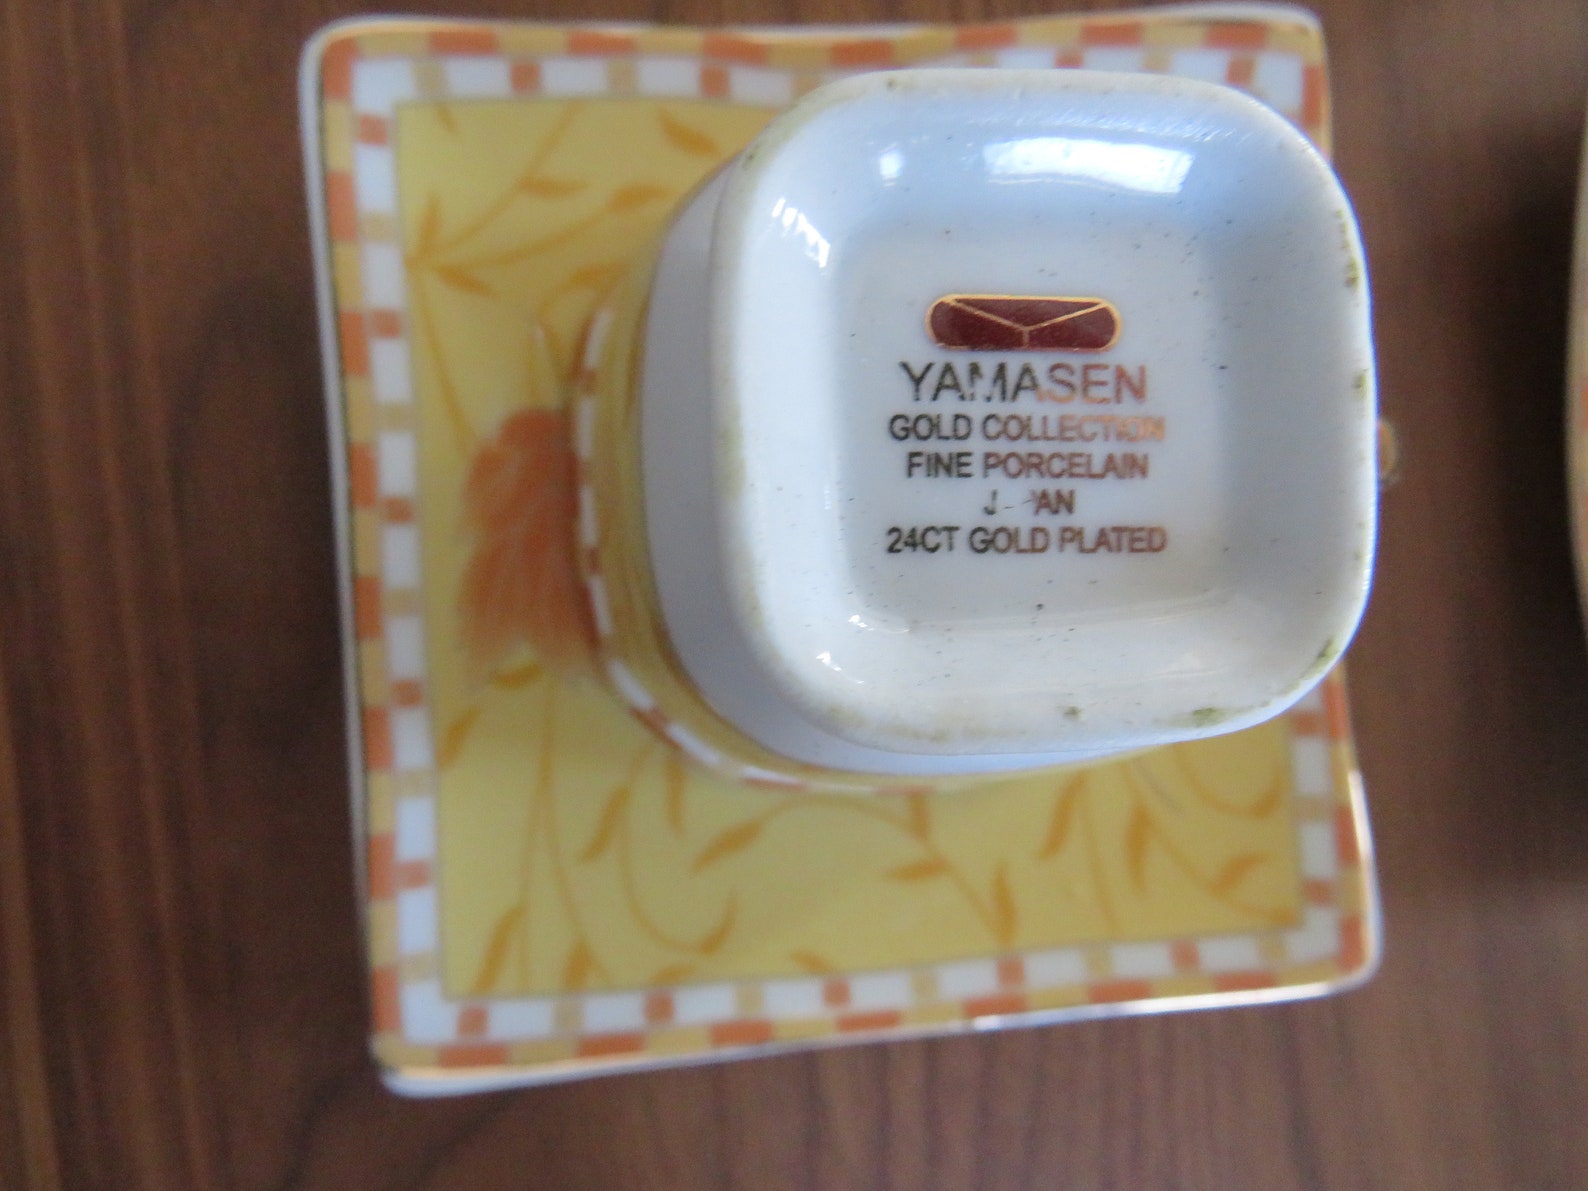 YAMASEN
GOLD COLLECTION
FINE PORCELAIN
24CT GOLD PLATED